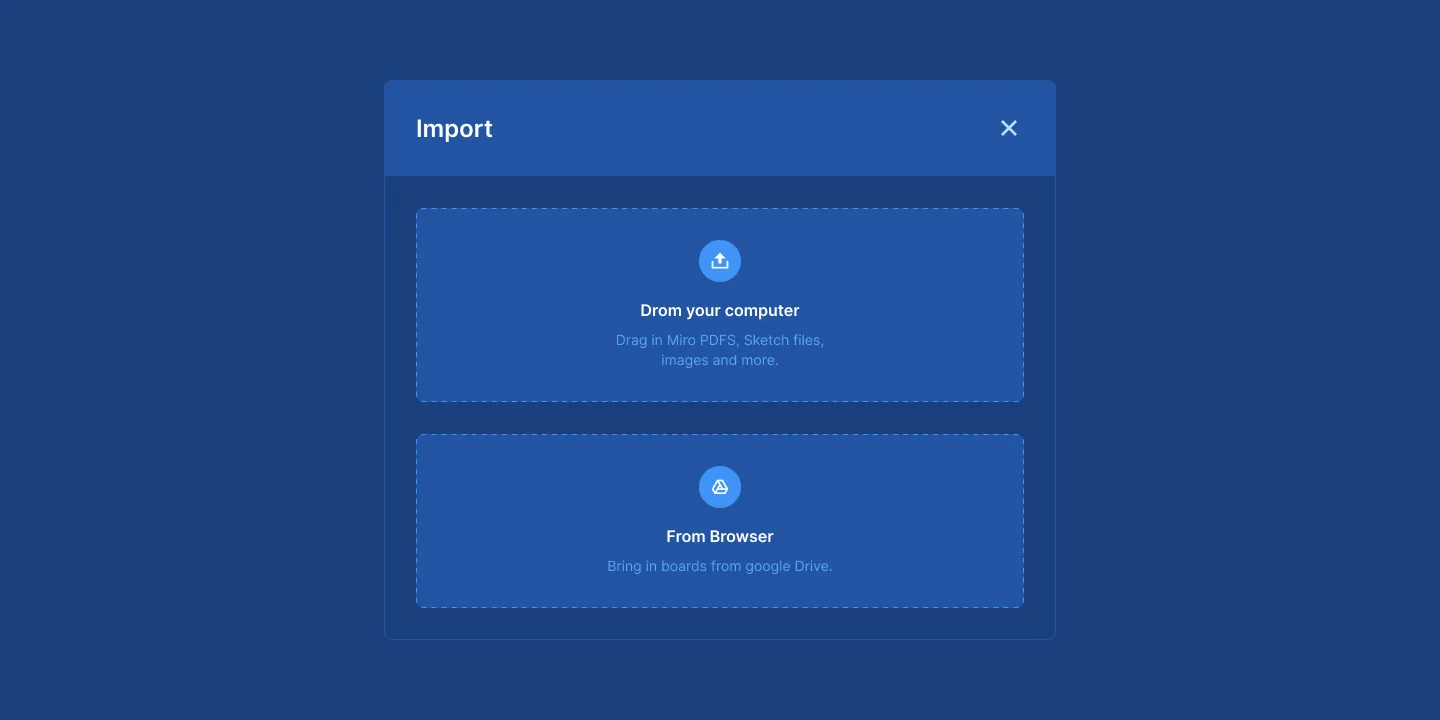 Import
Drom your computer
Drag in Miro PDFS, Sketch files,
images and more.
From Browser
Bring in boards from google Drive.